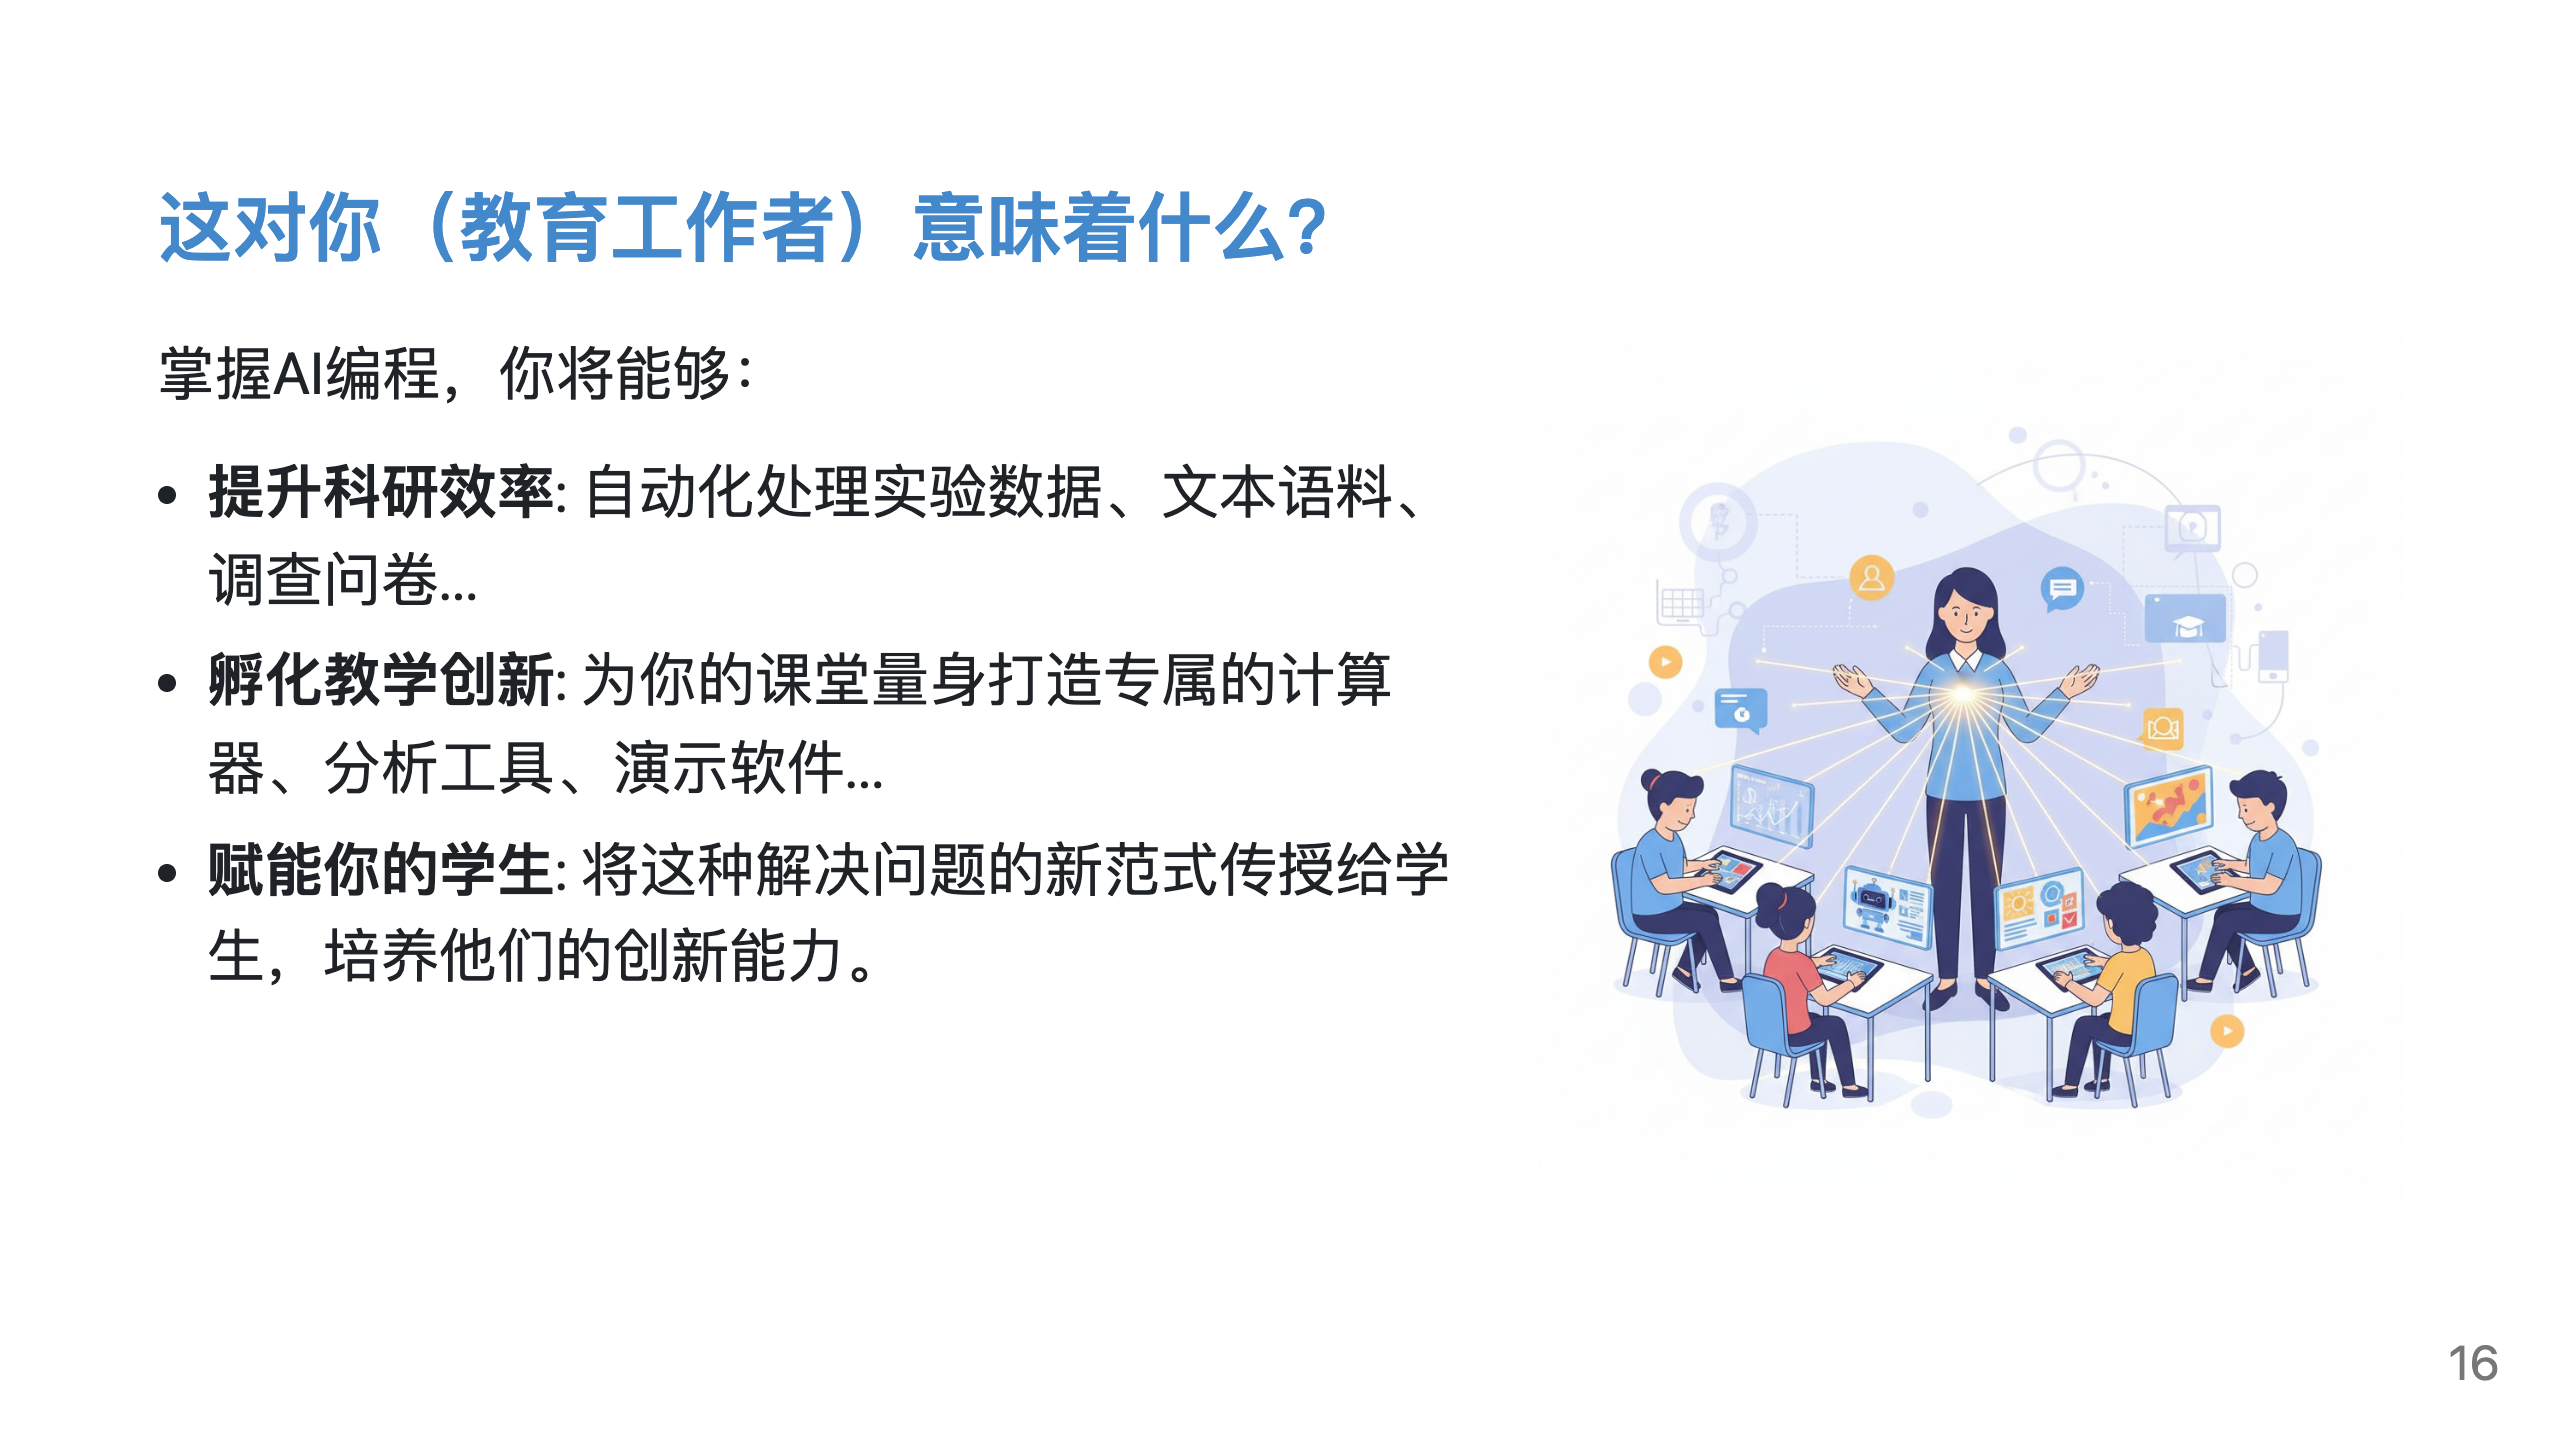 这对你（教育工作者）意味着什么？
掌握AI编程，你将能够：
• 提升科研效率: 自动化处理实验数据、文本语料、
调查问卷...
• 孵化教学创新: 为你的课堂量身打造专属的计算
器、分析工具、演示软件...
• 赋能你的学生: 将这种解决问题的新范式传授给学
生，培养他们的创新能力。
16